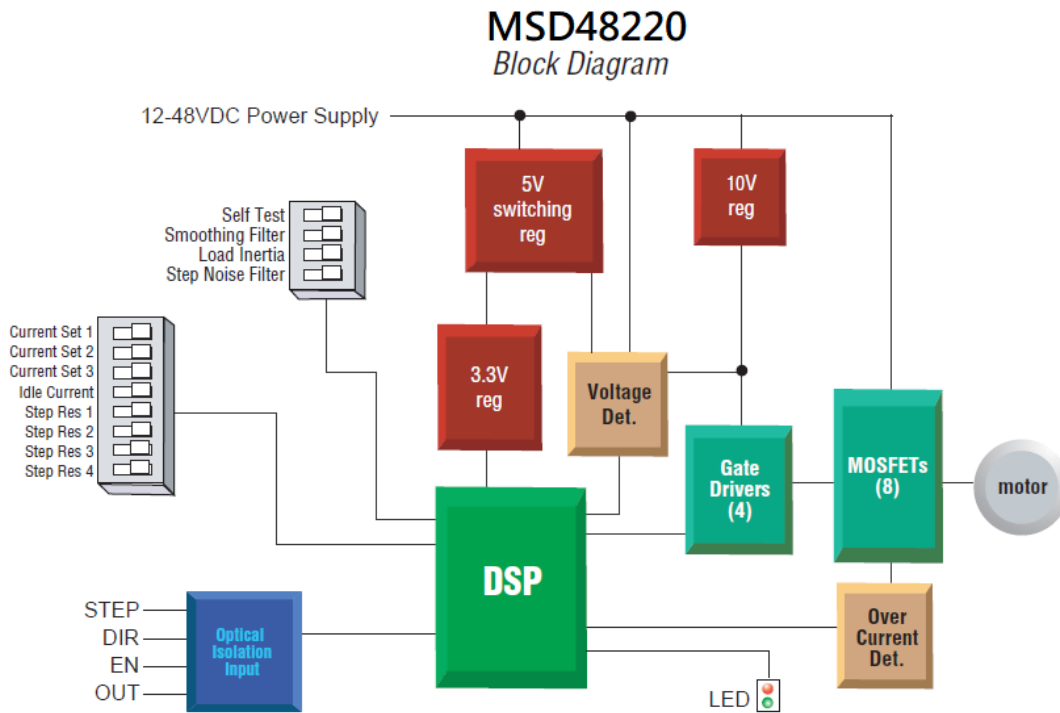 MSD48220
Block Diagram
12-48VDC Power Supply
5V
switching
reg
10V
reg
Self Test
Smoothing Filter
Load Inertia
Step Noise Filter
Current Set 1
Current Set 2
Current Set 3
Idle Current
Step Res 1
Step Res 2
Step Res 3
Step Res 4
3.3V
reg
Voltage
Det.
Gate
Drivers
(4)
MOSFETs
(8)
motor
DSP
STEP
DIR
EN
OUT
Optical
Isolation
Input
Over
Current
Det.
LED